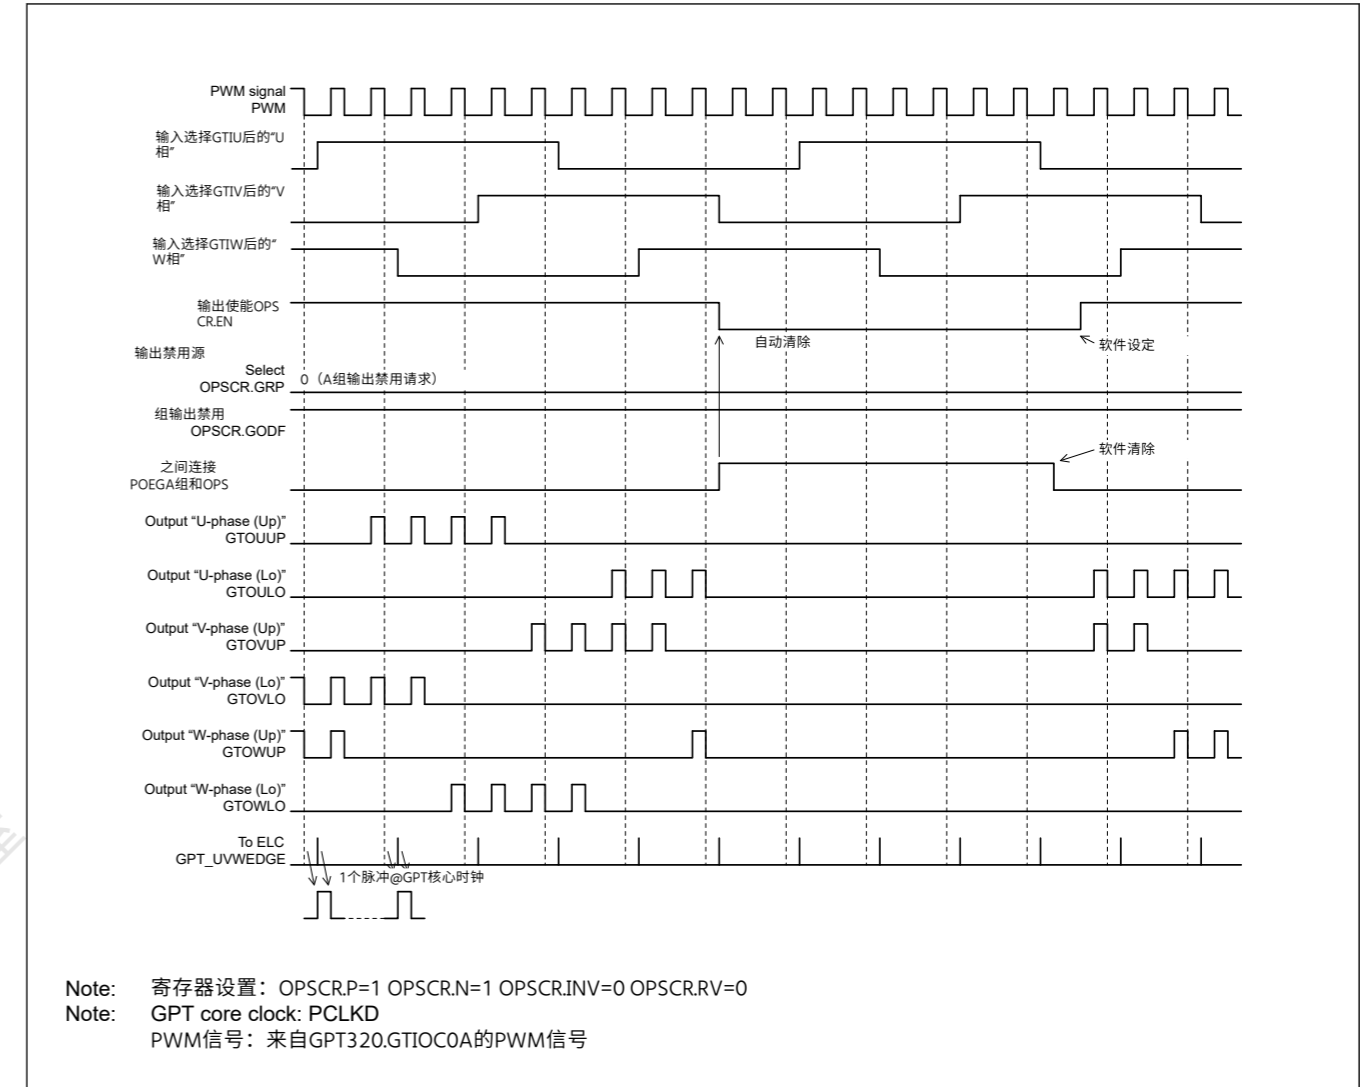 PWM signal
PWM
输入选择GTIU后的“U
相”
输入选择GTIV后的“V
相”
输入选择GTIW后的“
W相”
输出使能OPS
CR.EN
自动清除
软件设定
输出禁用源
Select
OPSCR.GRP
0（A组输出禁用请求）
组输出禁用
OPSCR.GODF
软件清除
之间连接
POEGA组和OPS
Output “U-phase (Up)”
GTOUUP
Output “U-phase (Lo)”
GTOULO
Output “V-phase (Up)”
GTOVUP
Output “V-phase (Lo)”
GTOVLO
Output “W-phase (Up)”
GTOWUP
Output “W-phase (Lo)”
GTOWLO
To ELC
GPT_UVWEDGE
1个脉冲@GPT核心时钟
Note: 寄存器设置：OPSCR.P=1 OPSCR.N=1 OPSCR.INV=0 OPSCR.RV=0
Note: GPT core clock: PCLKD
PWM信号：来自GPT320.GTIOC0A的PWM信号